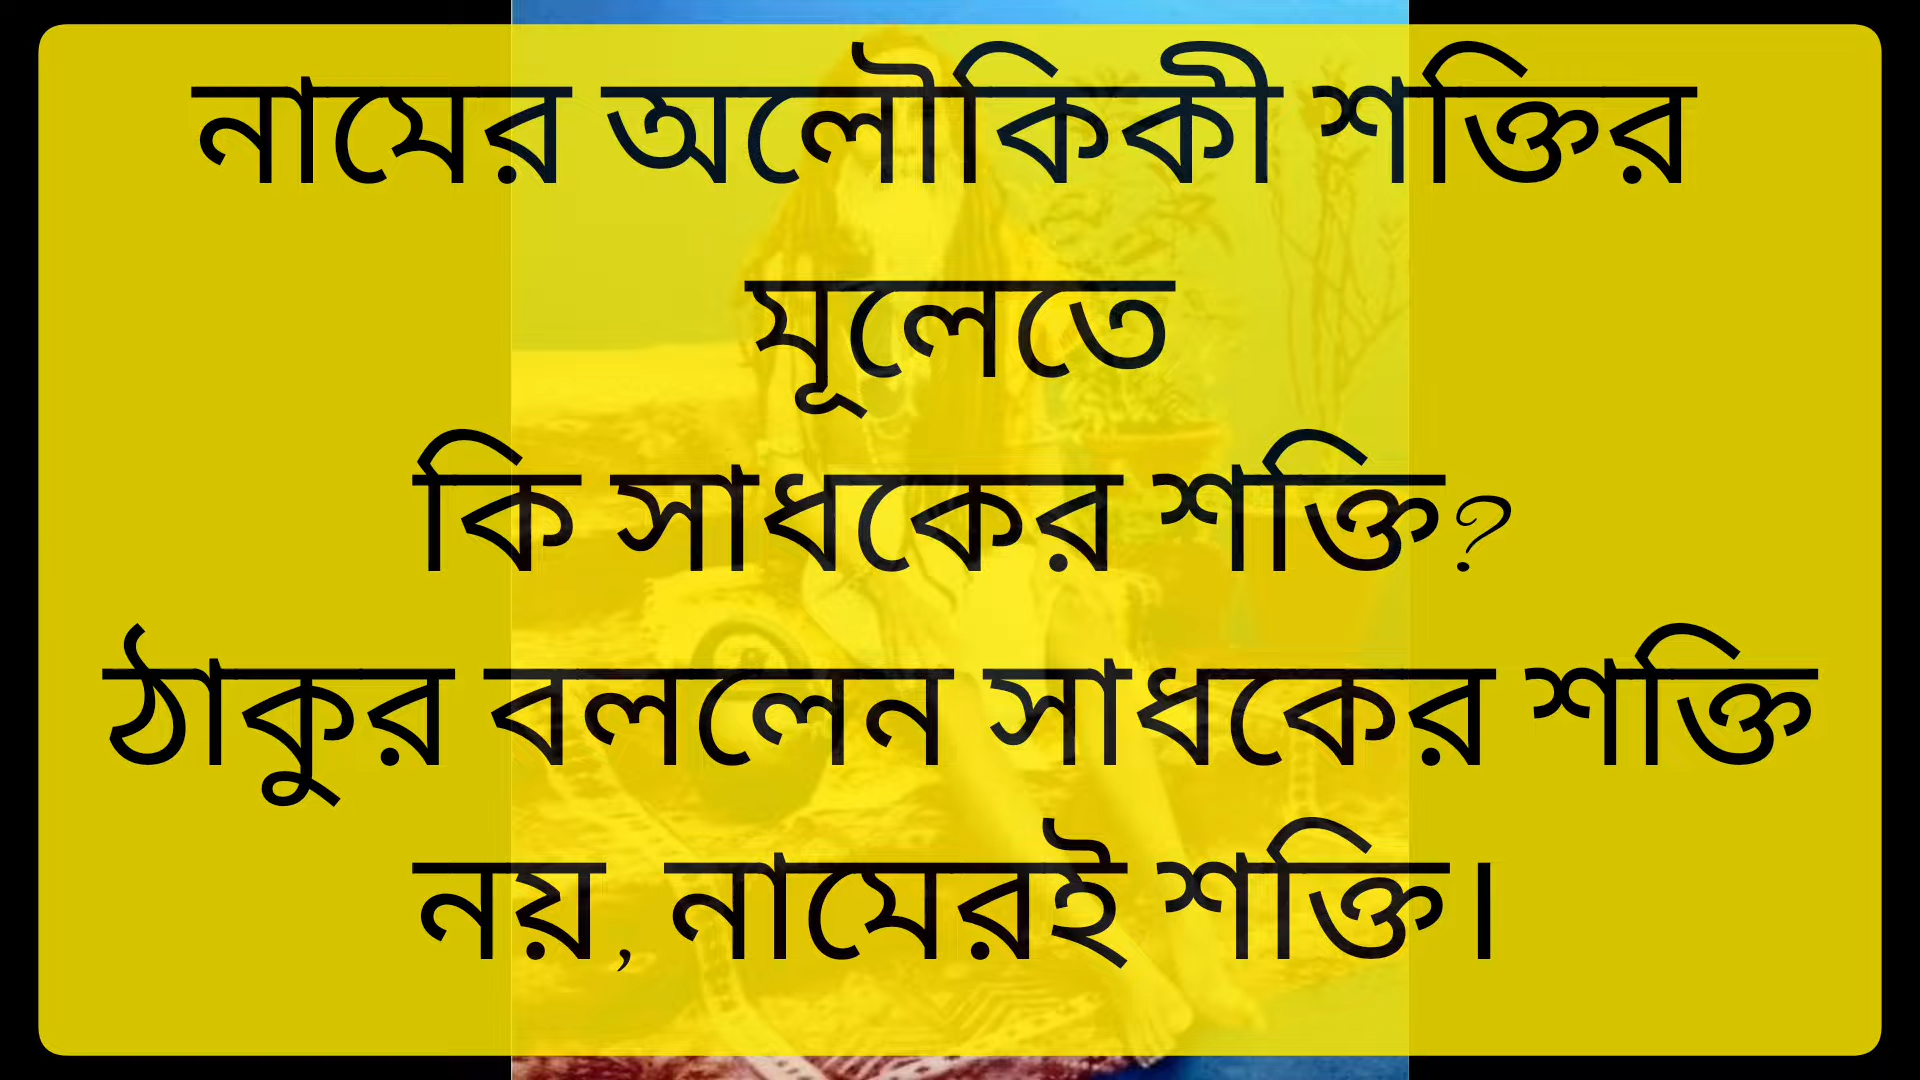 নামের অলৌকিকী শক্তির
মূলেতে
কি সাধকের শক্তি?
ঠাকুর বললেন সাধকের শক্তি
নয়, নামেরই শক্তি।